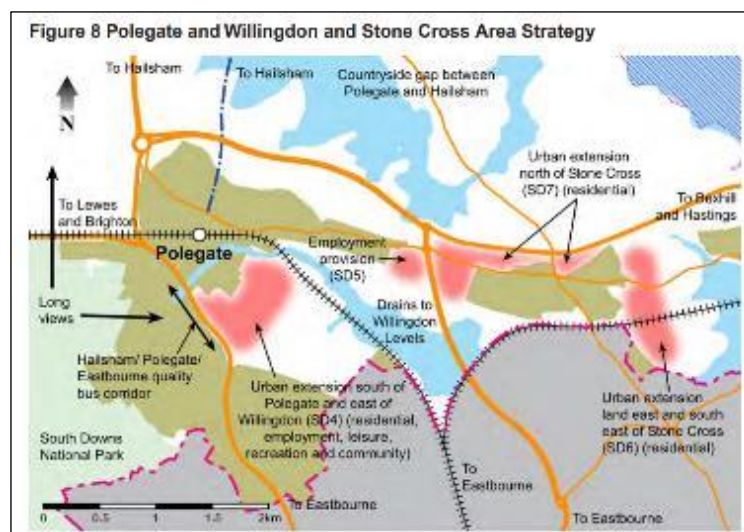 Figure 8 Polegate and Willingdon and Stone Cross Area Strategy
To Hailsham
To Hailsham
Countryside gap between
Polegate and Hailsham
N
Urban extension
north of Stone Cross
(SD7) (residential)
To Lewes
and Brighton
To Bexhill
and Hastings
Polegate
Employment
provision
(SD5)
Long
views
Drains to
Willingdon
Levels
Hailsham/ Polegate/
Eastbourne quality
bus corridor
Urban extension south of
Polegate and east of
Willingdon (SD4) (residential,
employment, leisure,
recreation and community)
Urban extension
land east and south
east of Stone Cross
(SD6) (residential)
South Downs
National Park
To
Eastbourne
0 0.5 1 1.5 2km
To Eastbourne
To Eastbourne